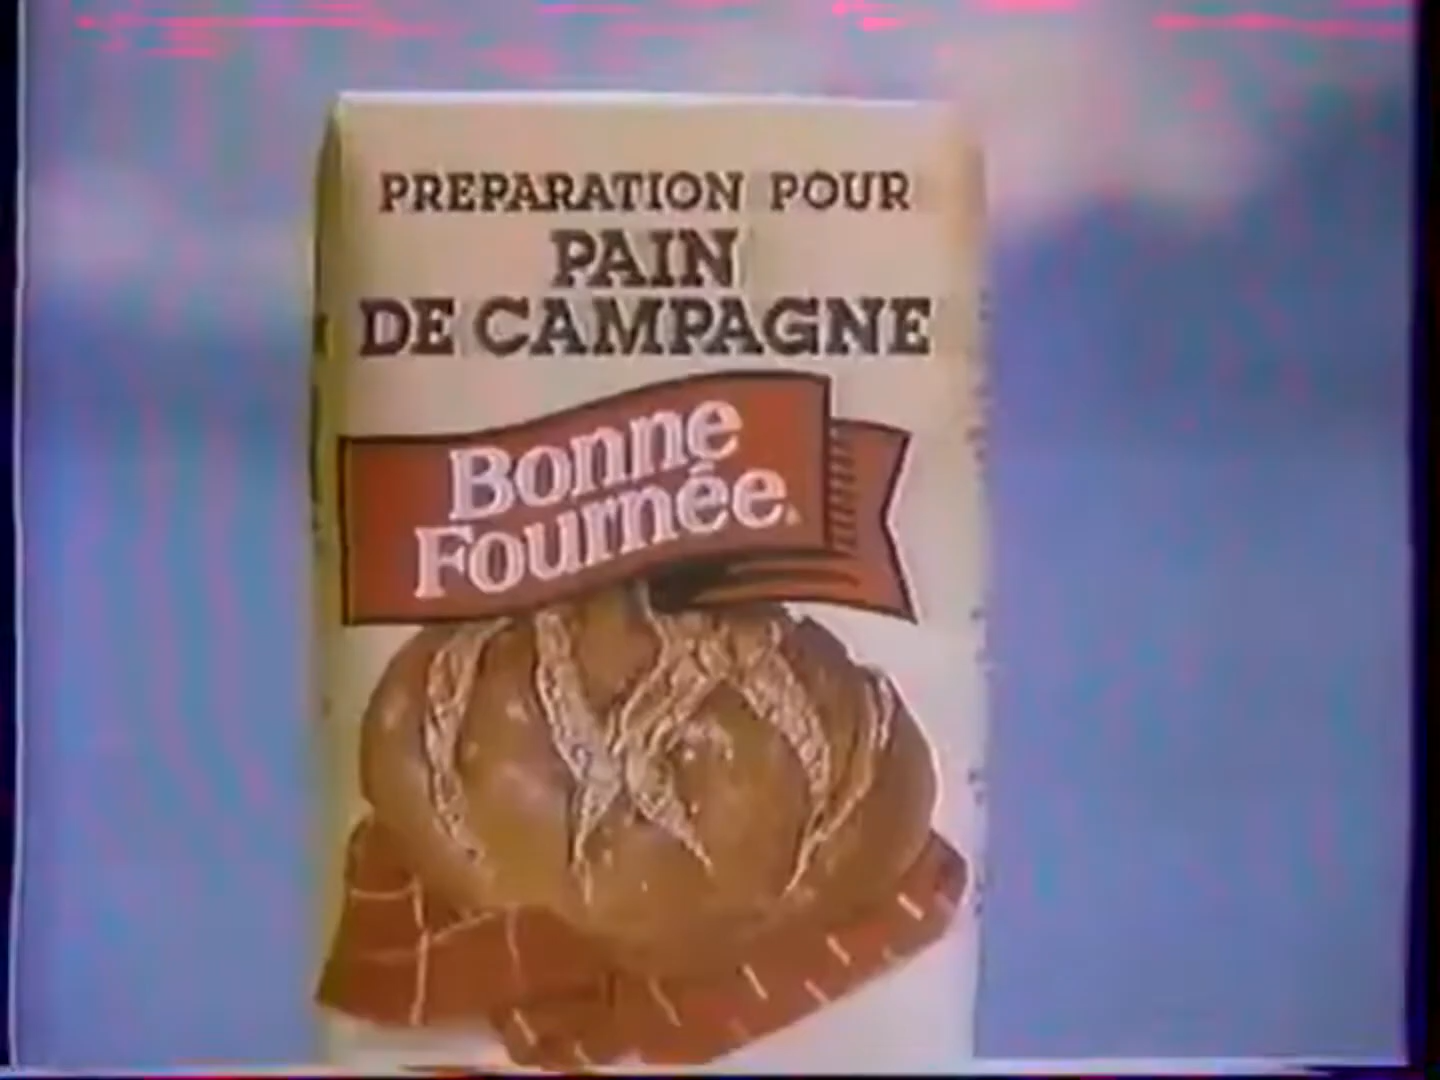 PREPARATION POUR
PAIN
DE CAMPAGNE
Bonne
Fournée